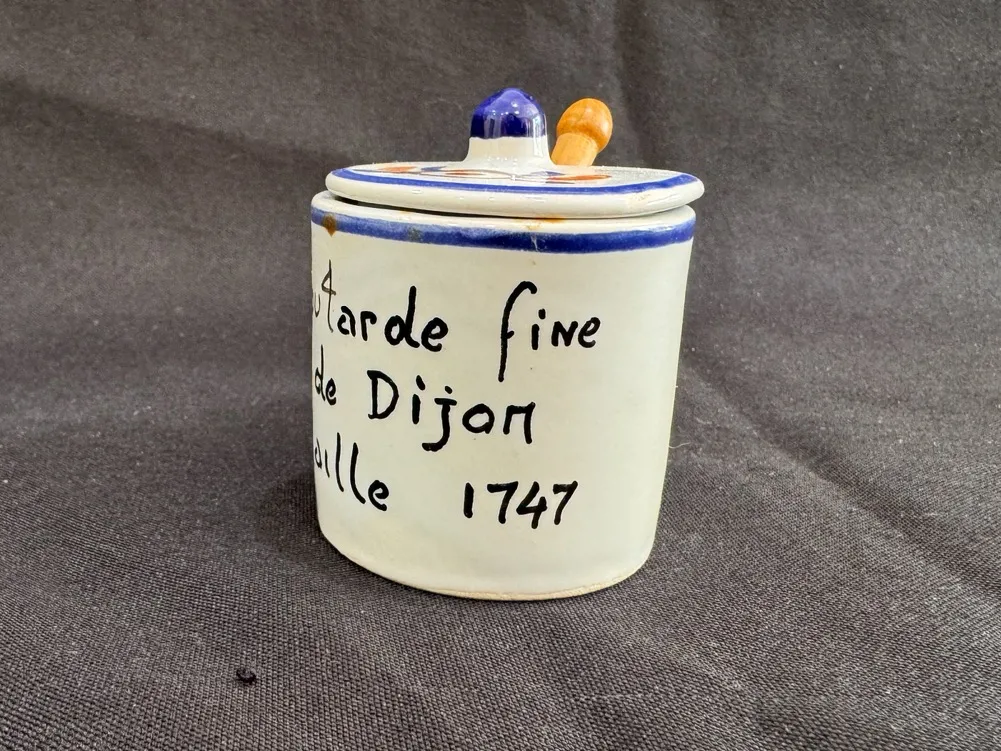 utarde fine
de Dijon
aille 1747